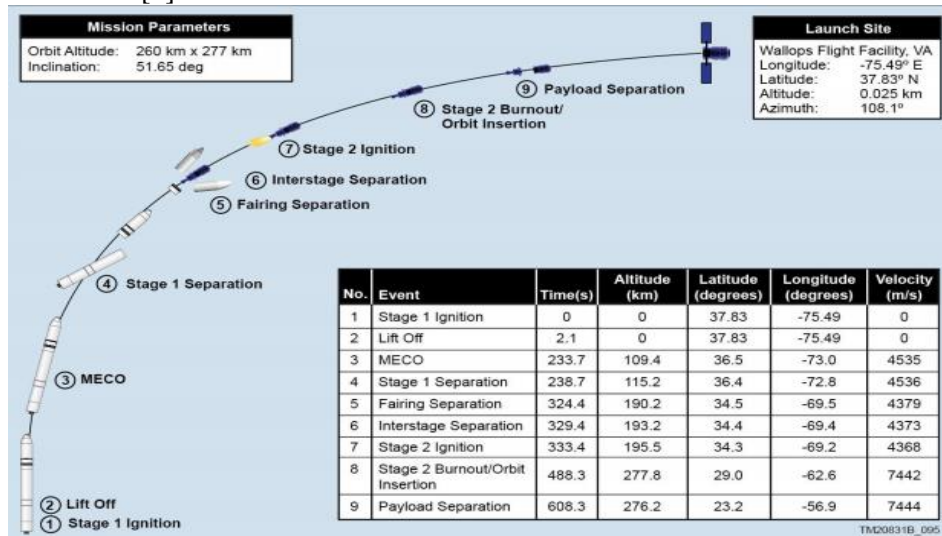 Mission Parameters
Orbit Altitude: 260 km x 277 km
Inclination: 51.65 deg
Launch Site
Wallops Flight Facility, VA
Longitude: -75.49º E
Latitude: 37.83º N
Altitude: 0.025 km
Azimuth: 108.1º
9 Payload Separation
8 Stage 2 Burnout/
Orbit Insertion
7 Stage 2 Ignition
6 Interstage Separation
5 Fairing Separation
4 Stage 1 Separation
3 MECO
2 Lift Off
1 Stage 1 Ignition
No. Event Time(s) Altitude (km) Latitude (degrees) Longitude (degrees) Velocity (m/s)
1 Stage 1 Ignition 0 0 37.83 -75.49 0
2 Lift Off 2.1 0 37.83 -75.49 0
3 MECO 233.7 109.4 36.5 -73.0 4535
4 Stage 1 Separation 238.7 115.2 36.4 -72.8 4536
5 Fairing Separation 324.4 190.2 34.5 -69.5 4379
6 Interstage Separation 329.4 193.2 34.4 -69.4 4373
7 Stage 2 Ignition 333.4 195.5 34.3 -69.2 4368
8 Stage 2 Burnout/Orbit Insertion 488.3 277.8 29.0 -62.6 7442
9 Payload Separation 608.3 276.2 23.2 -56.9 7444
TM20831B_095